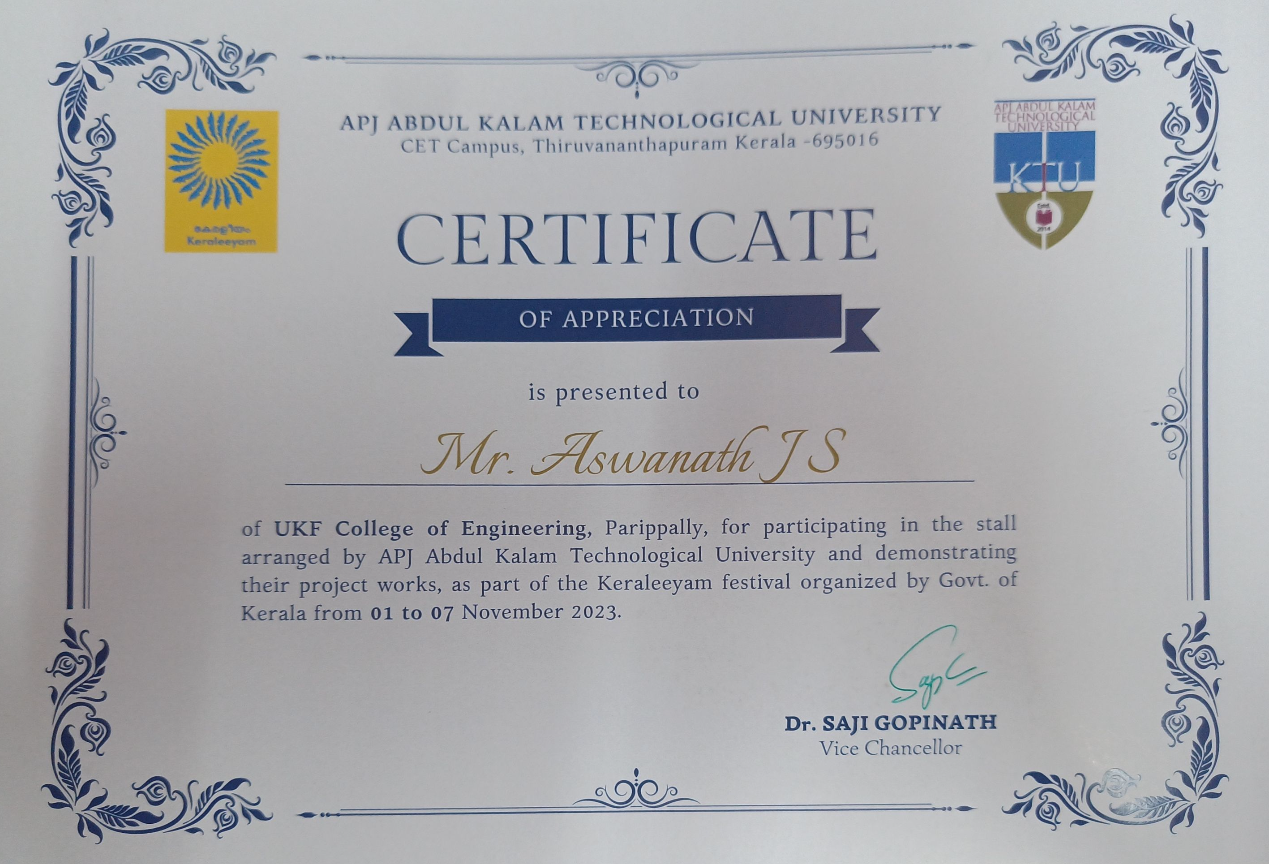 APJ ABDUL KALAM TECHNOLOGICAL UNIVERSITY
CET Campus, Thiruvananthapuram Kerala -695016
കേരളീയം
Keraleeyam
APJ ABDUL KALAM
TECHNOLOGICAL
UNIVERSITY
KTU
2014
CERTIFICATE
OF APPRECIATION
is presented to
Mr. Aswanath J S
of UKF College of Engineering, Parippally, for participating in the stall
arranged by APJ Abdul Kalam Technological University and demonstrating
their project works, as part of the Keraleeyam festival organized by Govt. of
Kerala from 01 to 07 November 2023.
Dr. SAJI GOPINATH
Vice Chancellor